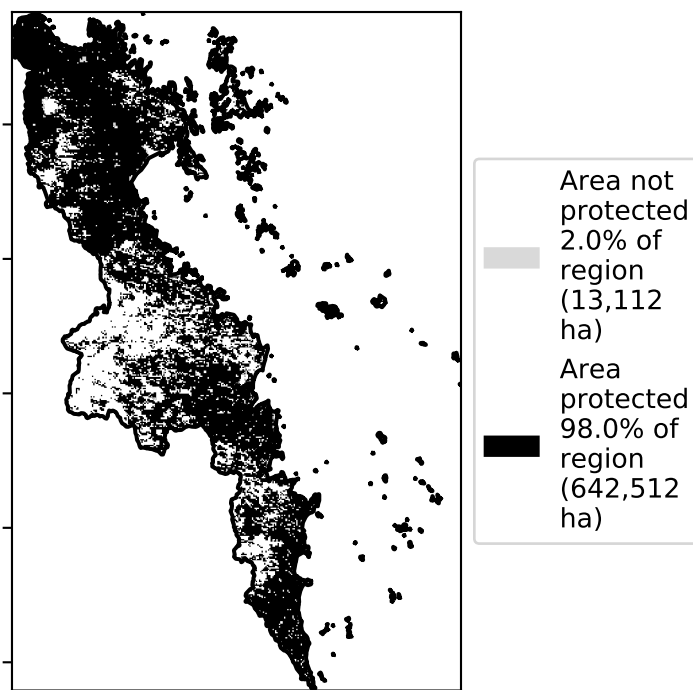 Area not
protected
2.0% of
region
(13,112
ha)
Area
protected
98.0% of
region
(642,512
ha)